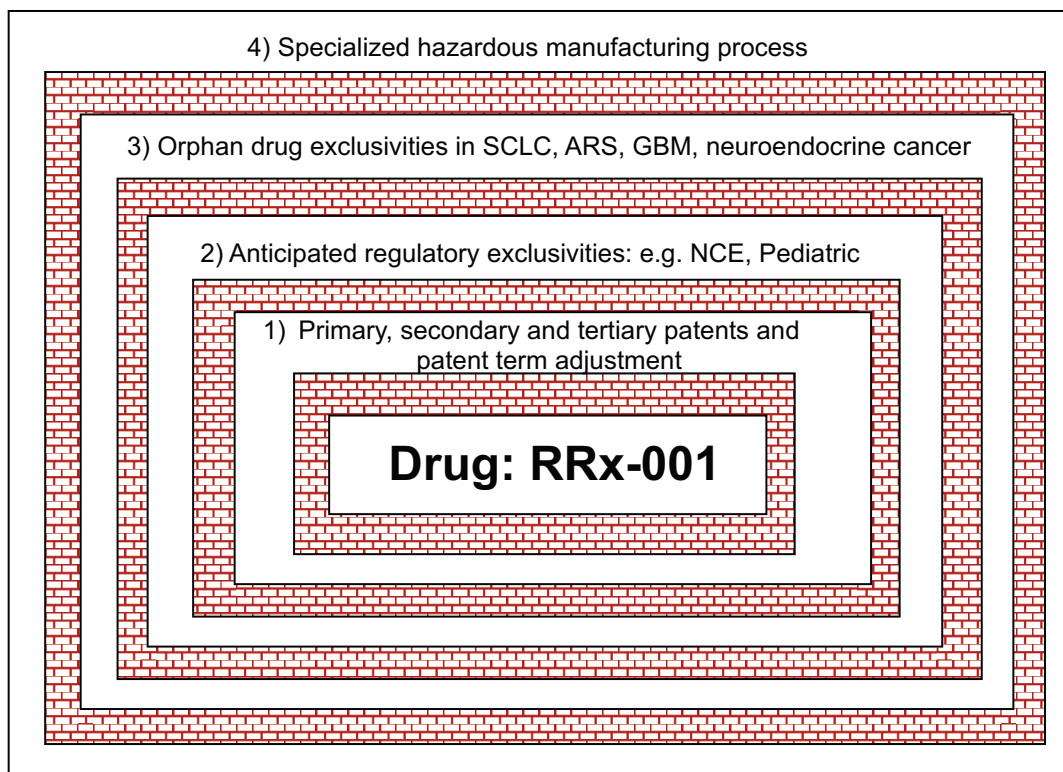 4) Specialized hazardous manufacturing process
3) Orphan drug exclusivities in SCLC, ARS, GBM, neuroendocrine cancer
2) Anticipated regulatory exclusivities: e.g. NCE, Pediatric
1) Primary, secondary and tertiary patents and
patent term adjustment
Drug: RRx-001